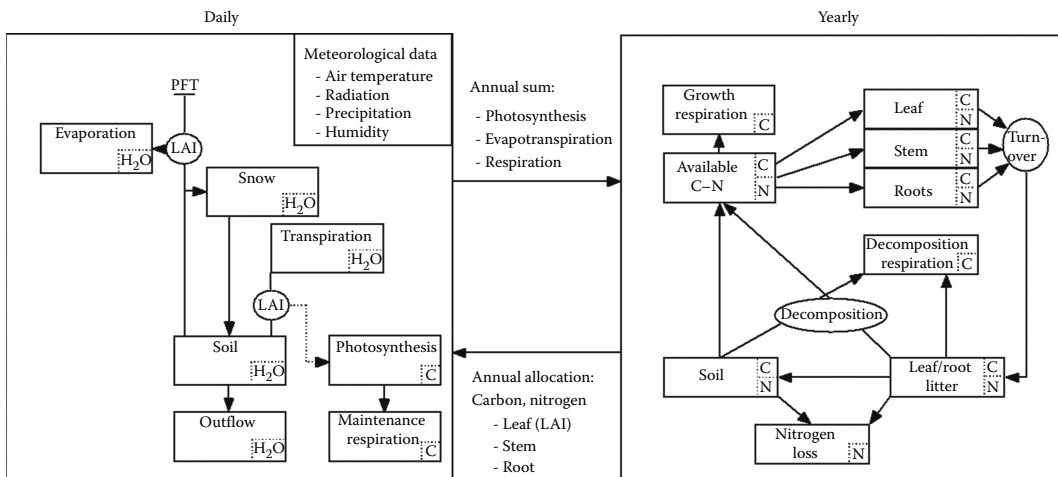 Daily
Meteorological data
- Air temperature
- Radiation
- Precipitation
- Humidity
PFT
Evaporation
H2O
LAI
Snow
H2O
Transpiration
H2O
LAI
Soil
H2O
Photosynthesis
C
Outflow
H2O
Maintenance
respiration
C
Annual sum:
- Photosynthesis
- Evapotranspiration
- Respiration
Annual allocation:
Carbon, nitrogen
- Leaf (LAI)
- Stem
- Root
Yearly
Growth
respiration
C
Available
C–N
C
N
Leaf
C
N
Stem
C
N
Roots
C
N
Turn-
over
Decomposition
respiration
C
Decomposition
Soil
C
N
Leaf/root
litter
C
N
Nitrogen
loss
N